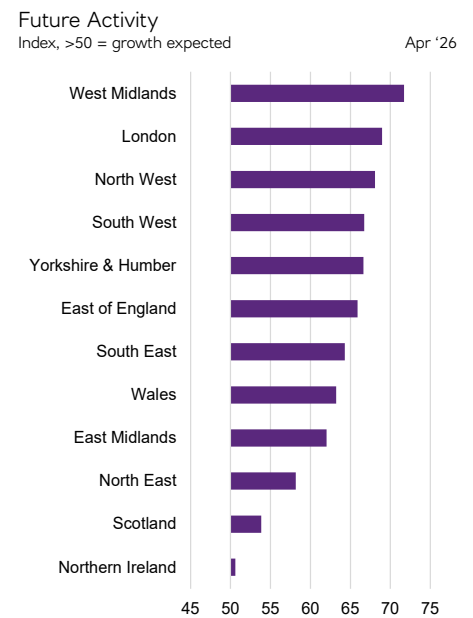 Future Activity
Index, >50 = growth expected
Apr ‘26
West Midlands
London
North West
South West
Yorkshire & Humber
East of England
South East
Wales
East Midlands
North East
Scotland
Northern Ireland
45 50 55 60 65 70 75